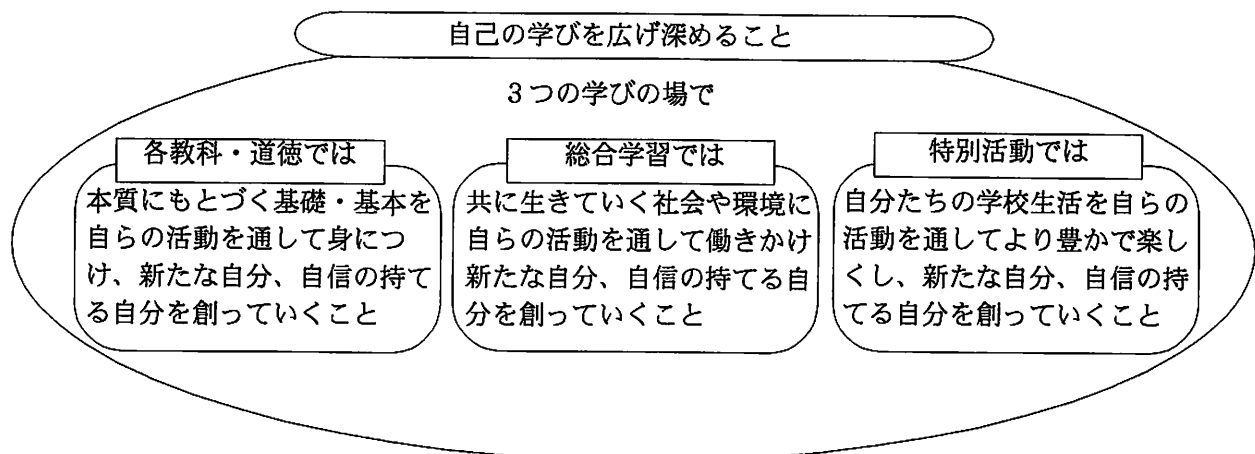 自己の学びを広げ深めること
3つの学びの場で
各教科・道徳では
本質にもとづく基礎・基本を
自らの活動を通して身につ
け、新たな自分、自信の持て
る自分を創っていくこと
総合学習では
共に生きていく社会や環境に
自らの活動を通して働きかけ
新たな自分、自信の持てる自
分を創っていくこと
特別活動では
自分たちの学校生活を自らの
活動を通してより豊かで楽し
くし、新たな自分、自信の持
てる自分を創っていくこと